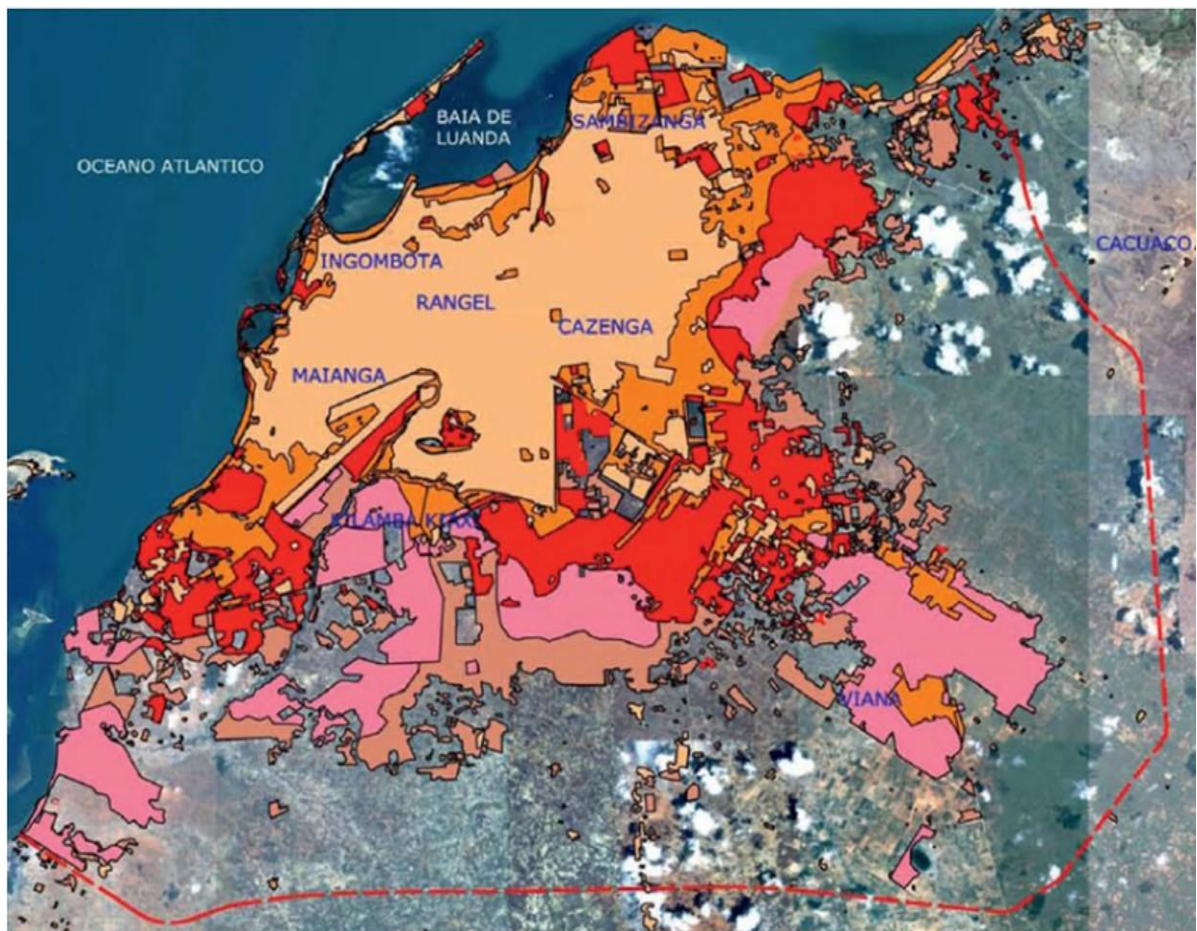 OCEANO ATLANTICO
BAIA DE
LUANDA
SAMBIZANGA
INGOMBOTA
RANGEL
CAZENGA
MAIANGA
CACUACO
KILAMBA KIAXI
VIANA